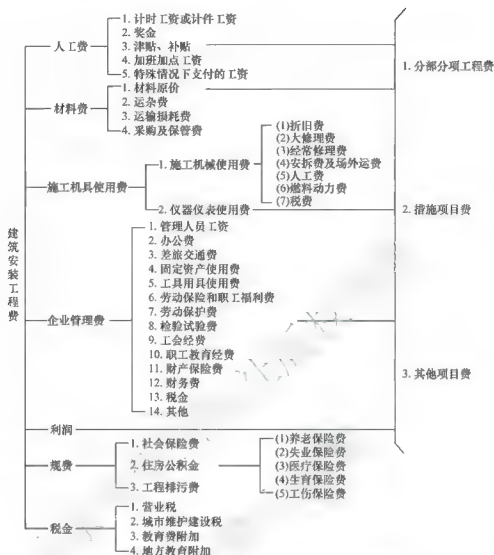 建筑安装工程费
人工费
1. 计时工资或计件工资
2. 奖金
3. 津贴、补贴
4. 加班加点工资
5. 特殊情况下支付的工资
材料费
1. 材料原价
2. 运杂费
3. 运输损耗费
4. 采购及保管费
施工机具使用费
1. 施工机械使用费
(1)折旧费
(2)大修理费
(3)经常修理费
(4)安拆费及场外运费
(5)人工费
(6)燃料动力费
(7)税费
2. 仪器仪表使用费
企业管理费
1. 管理人员工资
2. 办公费
3. 差旅交通费
4. 固定资产使用费
5. 工具用具使用费
6. 劳动保险和职工福利费
7. 劳动保护费
8. 检验试验费
9. 工会经费
10. 职工教育经费
11. 财产保险费
12. 财务费
13. 税金
14. 其他
利润
规费
1. 社会保险费
2. 住房公积金
3. 工程排污费
(1)养老保险费
(2)失业保险费
(3)医疗保险费
(4)生育保险费
(5)工伤保险费
税金
1. 营业税
2. 城市维护建设税
3. 教育费附加
4. 地方教育附加
1. 分部分项工程费
2. 措施项目费
3. 其他项目费